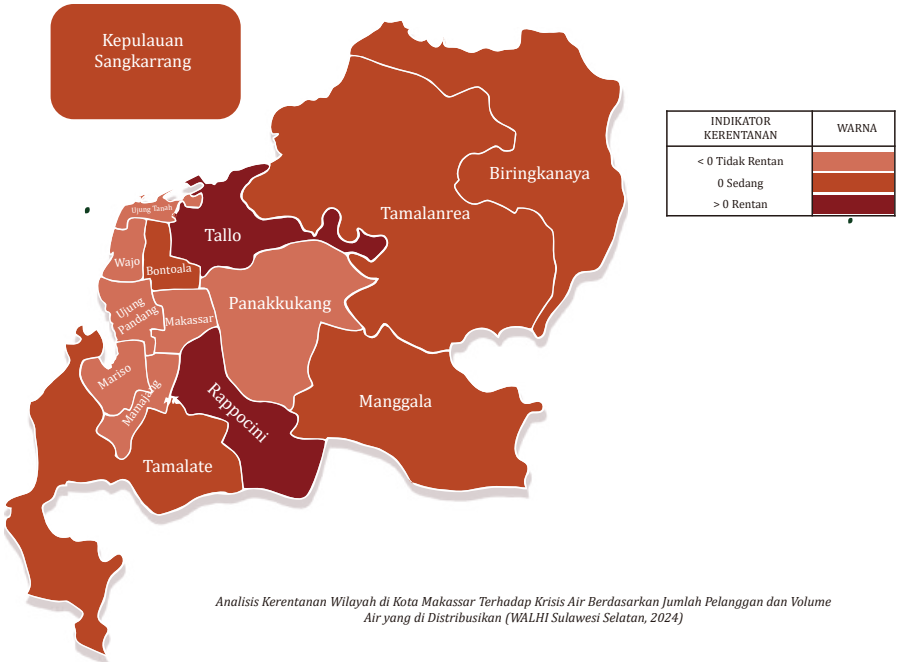 Kepulauan
Sangkarrang
INDIKATOR
KERENTANAN
WARNA
< 0 Tidak Rentan
0 Sedang
> 0 Rentan
Biringkanaya
Tamalanrea
Ujung Tanah
Tallo
Wajo
Bontoala
Ujung
Pandang
Makassar
Panakkukang
Mariso
Mamajang
Rappocini
Manggala
Tamalate
Analisis Kerentanan Wilayah di Kota Makassar Terhadap Krisis Air Berdasarkan Jumlah Pelanggan dan Volume
Air yang di Distribusikan (WALHI Sulawesi Selatan, 2024)